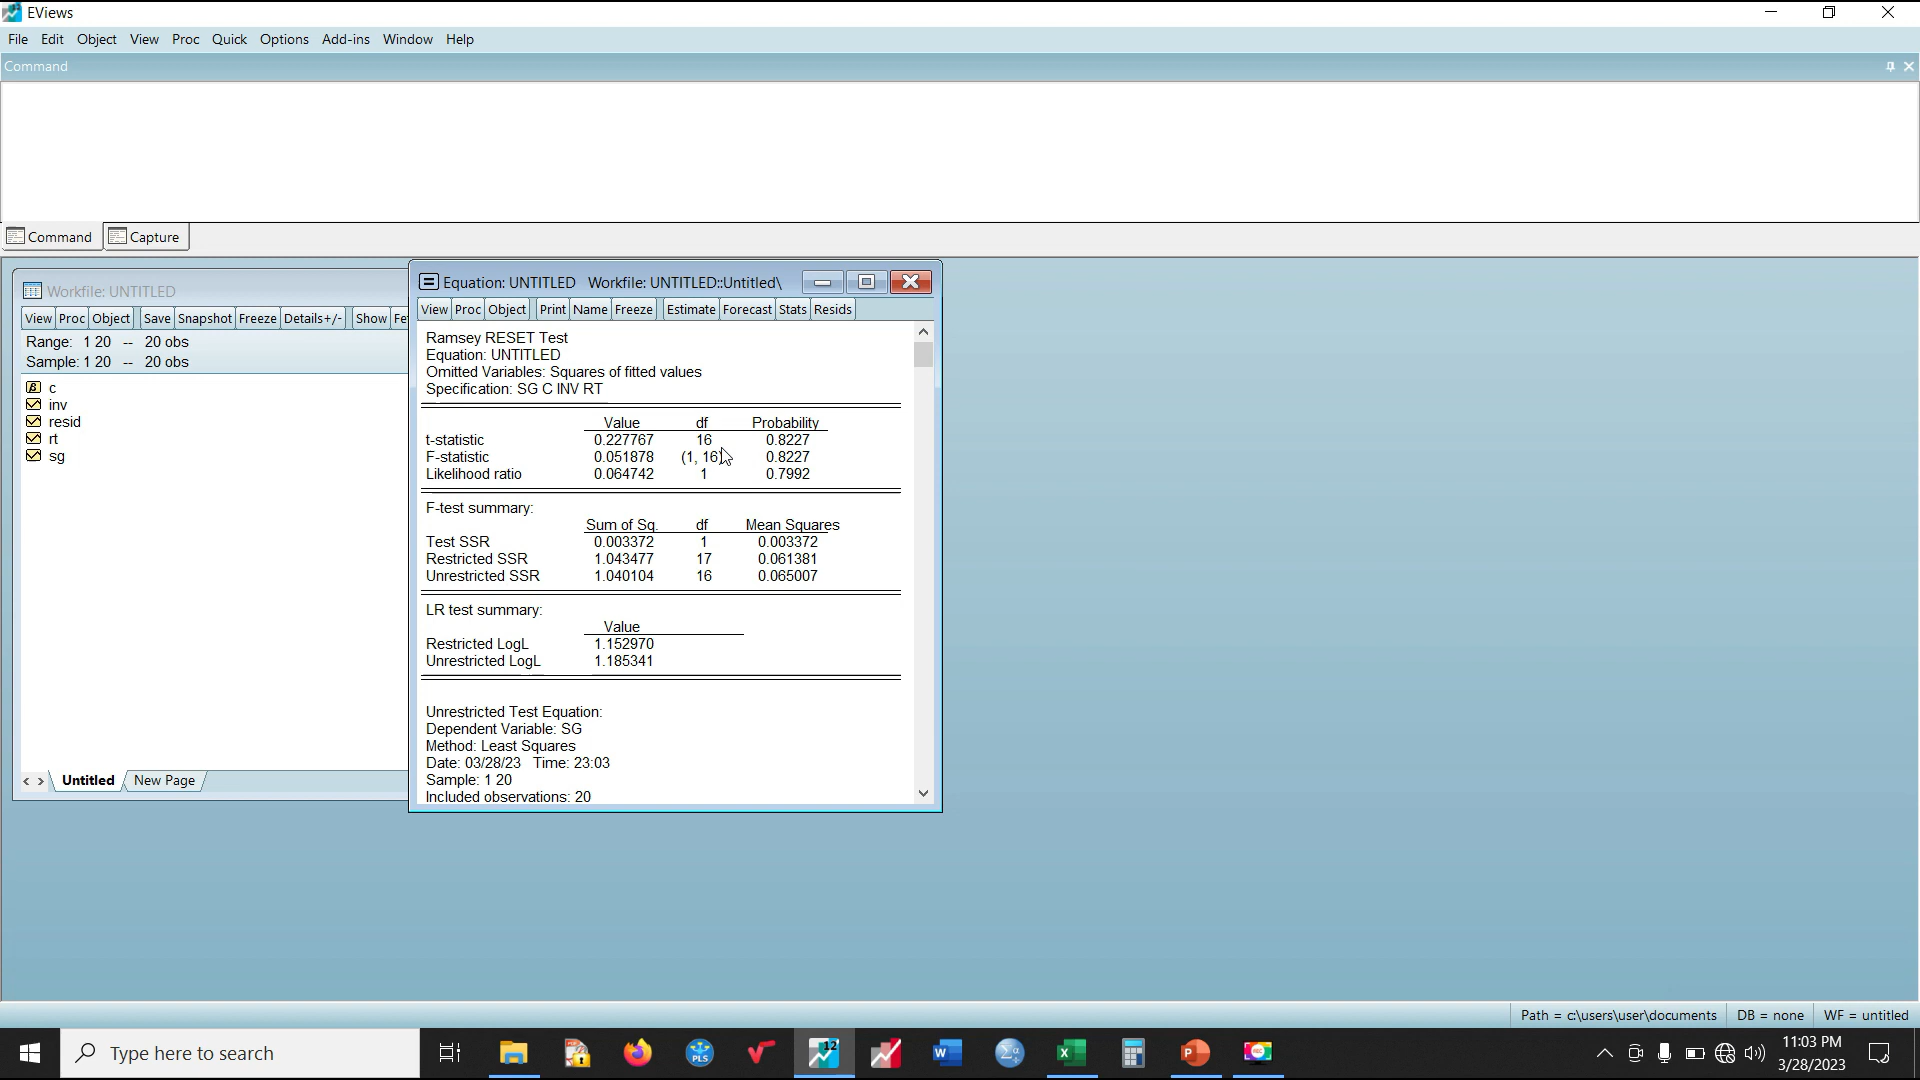 EViews
File Edit Object View Proc Quick Options Add-ins Window Help
Command
Command Capture
Workfile: UNTITLED
View Proc Object Save Snapshot Freeze Details+/- Show Fe
Range: 1 20 -- 20 obs
Sample: 1 20 -- 20 obs
c
inv
resid
rt
sg
Untitled New Page
Equation: UNTITLED Workfile: UNTITLED::Untitled\
View Proc Object Print Name Freeze Estimate Forecast Stats Resids
Ramsey RESET Test
Equation: UNTITLED
Omitted Variables: Squares of fitted values
Specification: SG C INV RT
Value df Probability
t-statistic 0.227767 16 0.8227
F-statistic 0.051878 (1, 16) 0.8227
Likelihood ratio 0.064742 1 0.7992
F-test summary:
Sum of Sq. df Mean Squares
Test SSR 0.003372 1 0.003372
Restricted SSR 1.043477 17 0.061381
Unrestricted SSR 1.040104 16 0.065007
LR test summary:
Value
Restricted LogL 1.152970
Unrestricted LogL 1.185341
Unrestricted Test Equation:
Dependent Variable: SG
Method: Least Squares
Date: 03/28/23 Time: 23:03
Sample: 1 20
Included observations: 20
Path = c:\users\user\documents DB = none WF = untitled
Type here to search
PLS
12
11:03 PM
3/28/2023